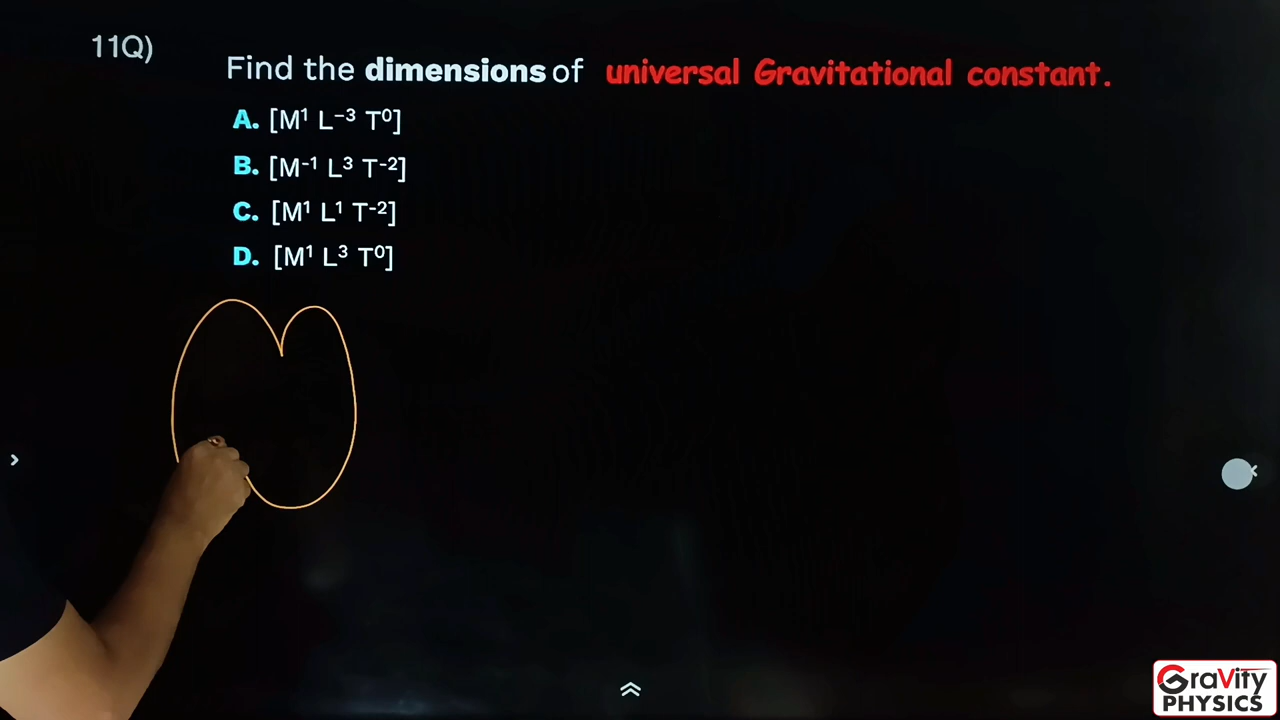 11Q)
Find the dimensions of universal Gravitational constant.
A. [M¹ L⁻³ T⁰]
B. [M⁻¹ L³ T⁻²]
C. [M¹ L¹ T⁻²]
D. [M¹ L³ T⁰]
GraVity
PHYSICS